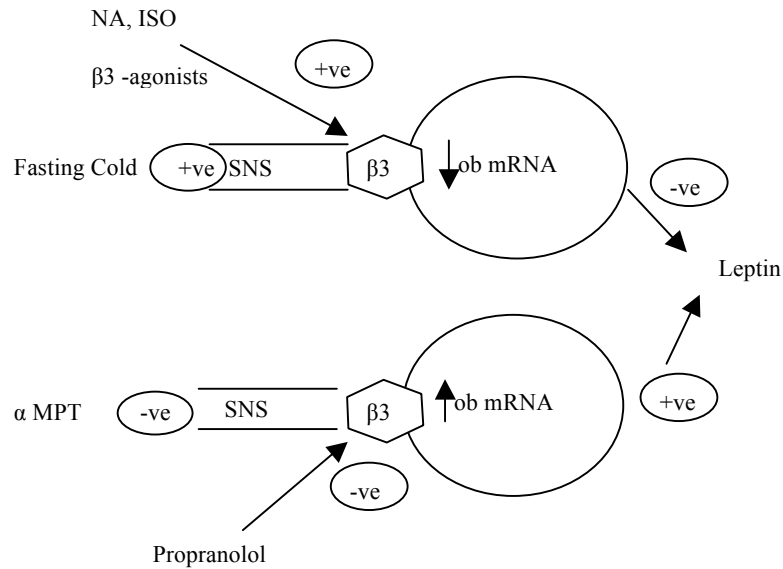 NA, ISO
+ve
β3 -agonists
Fasting Cold +ve SNS β3 ob mRNA
-ve
Leptin
α MPT -ve SNS β3 ob mRNA +ve
-ve
Propranolol